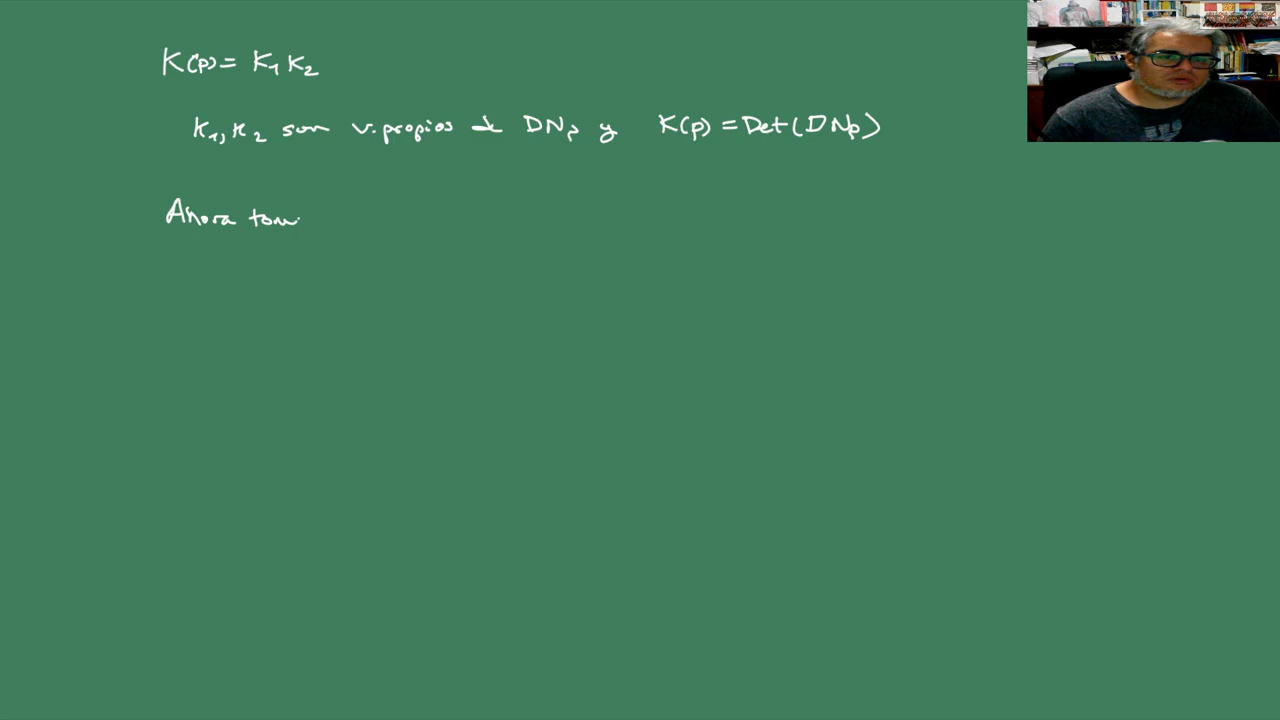 K(p) = K₁ K₂
K₁, K₂ son v. propios de DNₚ y K(p) = Det(DNₚ)
Ahora tom